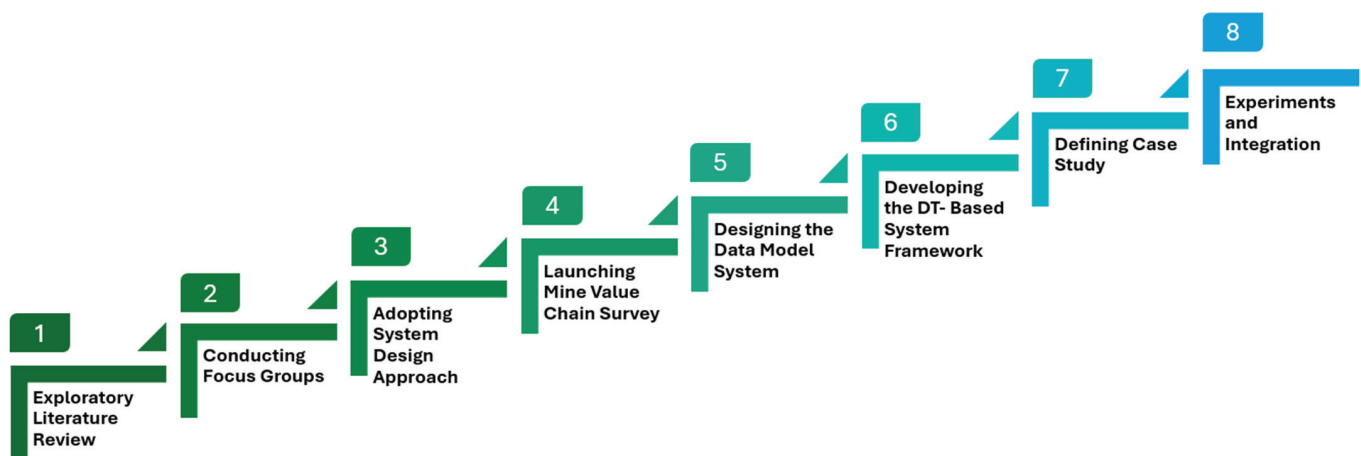 1
Exploratory
Literature
Review
2
Conducting
Focus Groups
3
Adopting
System
Design
Approach
4
Launching
Mine Value
Chain Survey
5
Designing the
Data Model
System
6
Developing
the DT- Based
System
Framework
7
Defining Case
Study
8
Experiments
and
Integration